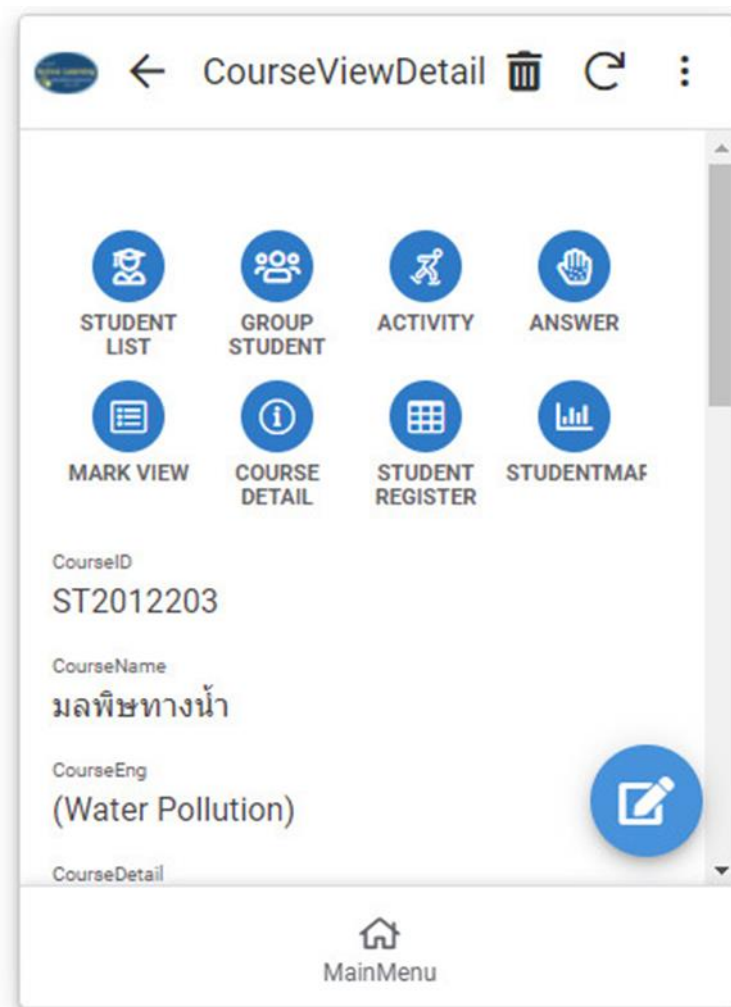 CourseViewDetail
STUDENT LIST
GROUP STUDENT
ACTIVITY
ANSWER
MARK VIEW
COURSE DETAIL
STUDENT REGISTER
STUDENTMAR
CourseID
ST2012203
CourseName
มลพิษทางน้ำ
CourseEng
(Water Pollution)
CourseDetail
MainMenu